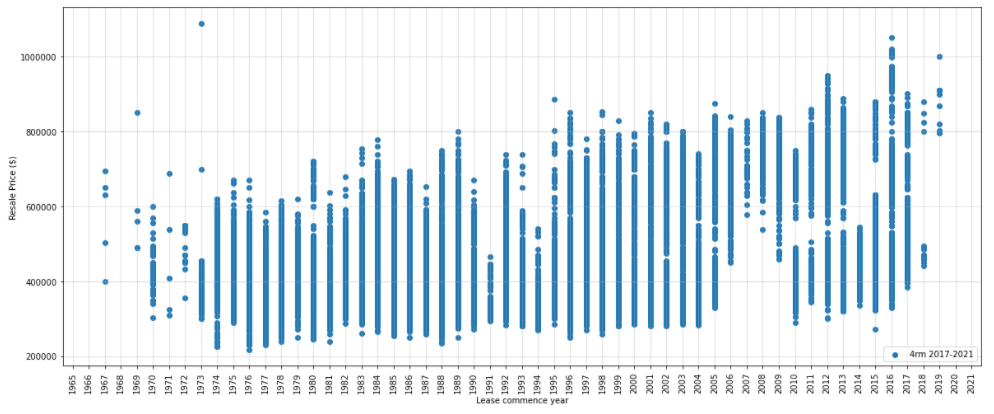 1000000
800000
600000
400000
200000
Resale Price ($)
4rm 2017-2021
1965 1966 1967 1968 1969 1970 1971 1972 1973 1974 1975 1976 1977 1978 1979 1980 1981 1982 1983 1984 1985 1986 1987 1988 1989 1990 1991 1992 1993 1994 1995 1996 1997 1998 1999 2000 2001 2002 2003 2004 2005 2006 2007 2008 2009 2010 2011 2012 2013 2014 2015 2016 2017 2018 2019 2020 2021
Lease commence year